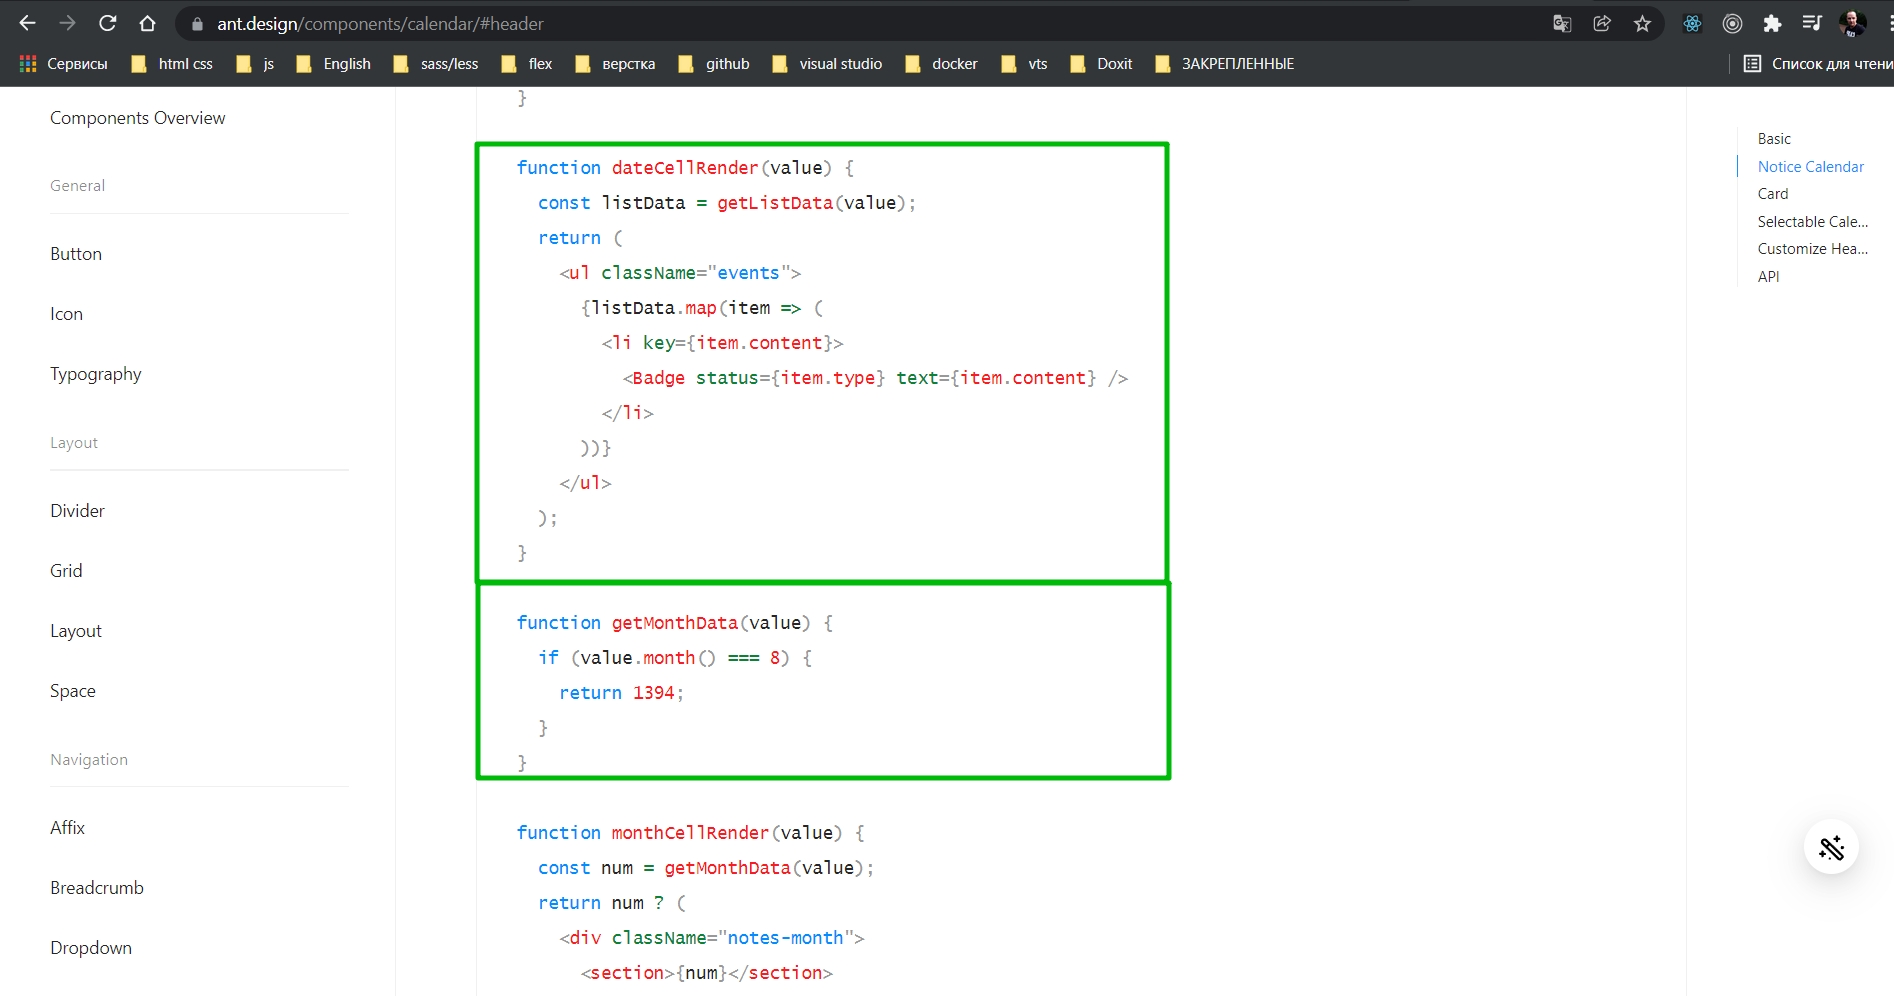 ant.design/components/calendar/#header
Сервисы html css js English sass/less flex верстка github visual studio docker vts Doxit ЗАКРЕПЛЕННЫЕ Список для чтени
Components Overview
General
Button
Icon
Typography
Layout
Divider
Grid
Layout
Space
Navigation
Affix
Breadcrumb
Dropdown
}
function dateCellRender(value) {
  const listData = getListData(value);
  return (
    <ul className="events">
      {listData.map(item => (
        <li key={item.content}>
          <Badge status={item.type} text={item.content} />
        </li>
      ))}
    </ul>
  );
}
function getMonthData(value) {
  if (value.month() === 8) {
    return 1394;
  }
}
function monthCellRender(value) {
  const num = getMonthData(value);
  return num ? (
    <div className="notes-month">
      <section>{num}</section>
Basic
Notice Calendar
Card
Selectable Cale...
Customize Hea...
API